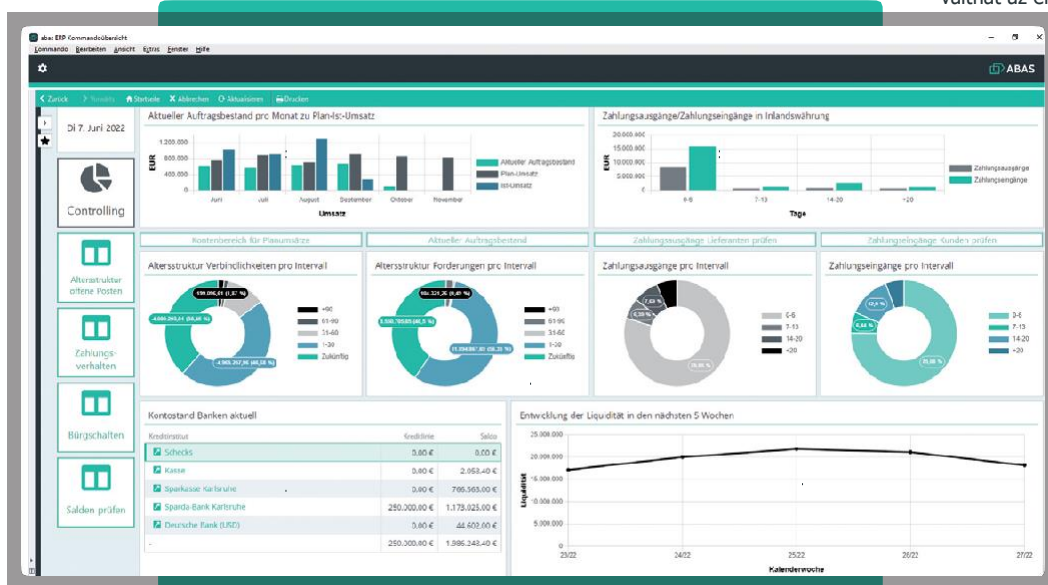 abas ERP Kommandoübersicht
Kommando Bearbeiten Ansicht Extras Fenster Hilfe
ABAS
Zurück Startseite Abbrechen Aktualisieren Drucken
Di 7. Juni 2022
Controlling
Altersstruktur
offene Posten
Zahlungs-
verhalten
Bürgschaften
Salden prüfen
Aktueller Auftragsbestand pro Monat zu Plan-Ist-Umsatz
EUR
1.200.000
800.000
400.000
0
Juni Juli August September Oktober November
Umsatz
Aktueller Auftragsbestand
Plan-Umsatz
Ist-Umsatz
Zahlungsausgänge/Zahlungseingänge in Inlandswährung
EUR
20.000.000
15.000.000
10.000.000
5.000.000
0
0-6 7-13 14-20 >20
Tage
Zahlungsausgänge
Zahlungseingänge
Kontenbereich für Planumsätze
Aktueller Auftragsbestand
Zahlungsausgänge Lieferanten prüfen
Zahlungseingänge Kunden prüfen
Altersstruktur Verbindlichkeiten pro Intervall
>90
61-90
31-60
1-30
Zukünftig
Altersstruktur Forderungen pro Intervall
>90
61-90
31-60
1-30
Zukünftig
Zahlungsausgänge pro Intervall
0-6
7-13
14-20
>20
Zahlungseingänge pro Intervall
0-6
7-13
14-20
>20
Kontostand Banken aktuell
Kreditinstitut Kreditlinie Saldo
Schecks 0,00 € 0,00 €
Kasse 0,00 € 2.053,40 €
Sparkasse Karlsruhe 0,00 € 766.563,00 €
Sparda-Bank Karlsruhe 250.000,00 € 1.173.025,00 €
Deutsche Bank (USD) 0,00 € 44.602,00 €
250.000,00 € 1.986.243,40 €
Entwicklung der Liquidität in den nächsten 5 Wochen
Liquidität
25.000.000
20.000.000
15.000.000
10.000.000
5.000.000
0
23/22 24/22 25/22 26/22 27/22
Kalenderwoche